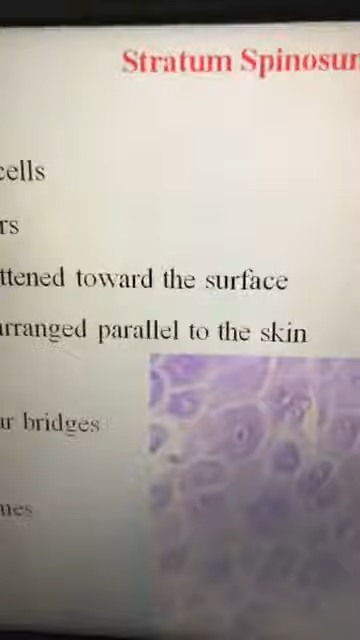 Stratum Spinosum
cells
rs
ttened toward the surface
arranged parallel to the skin
ar bridges
mes